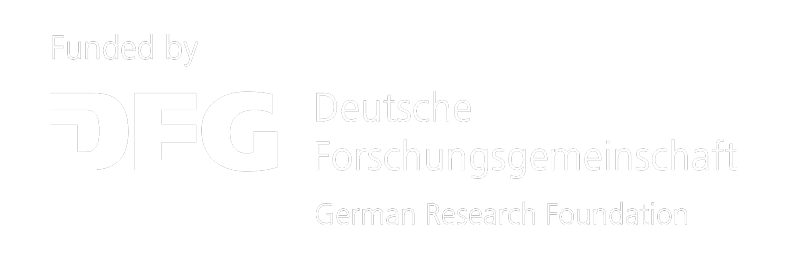 Funded by
DFG
Deutsche
Forschungsgemeinschaft
German Research Foundation